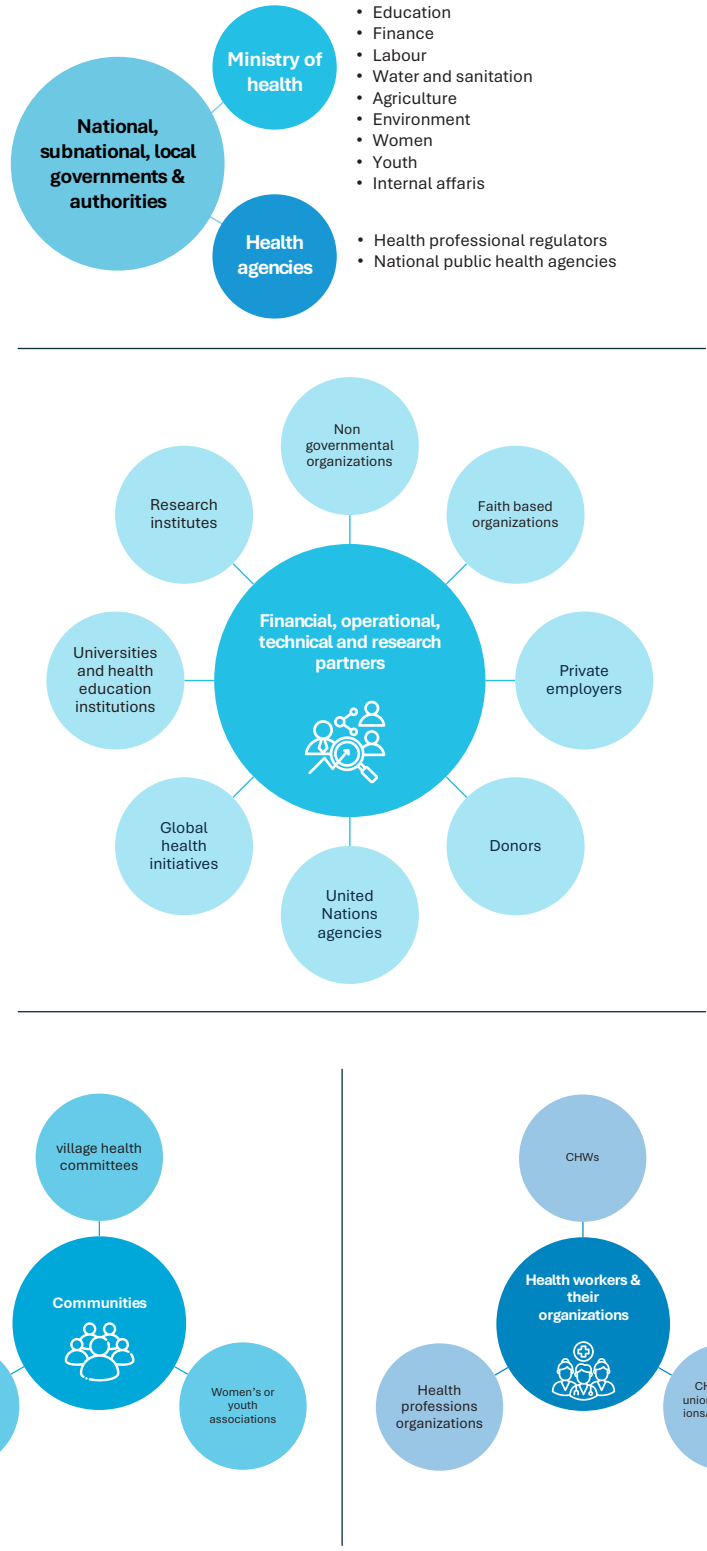 • Education
• Finance
• Labour
• Water and sanitation
• Agriculture
• Environment
• Women
• Youth
• Internal affaris
Ministry of
health
National,
subnational, local
governments &
authorities
Health
agencies
• Health professional regulators
• National public health agencies
Non
governmental
organizations
Research
institutes
Faith based
organizations
Financial, operational,
technical and research
partners
Universities
and health
education
institutions
Private
employers
Global
health
initiatives
Donors
United
Nations
agencies
village health
committees
Communities
Women's or
youth
associations
CHWs
Health workers &
their
organizations
Health
professions
organizations